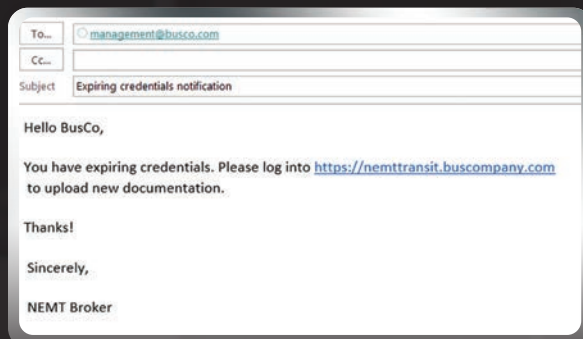 To...
management@busco.com
Cc...
Subject
Expiring credentials notification
Hello BusCo,
You have expiring credentials. Please log into https://nemttransit.buscompany.com
to upload new documentation.
Thanks!
Sincerely,
NEMT Broker